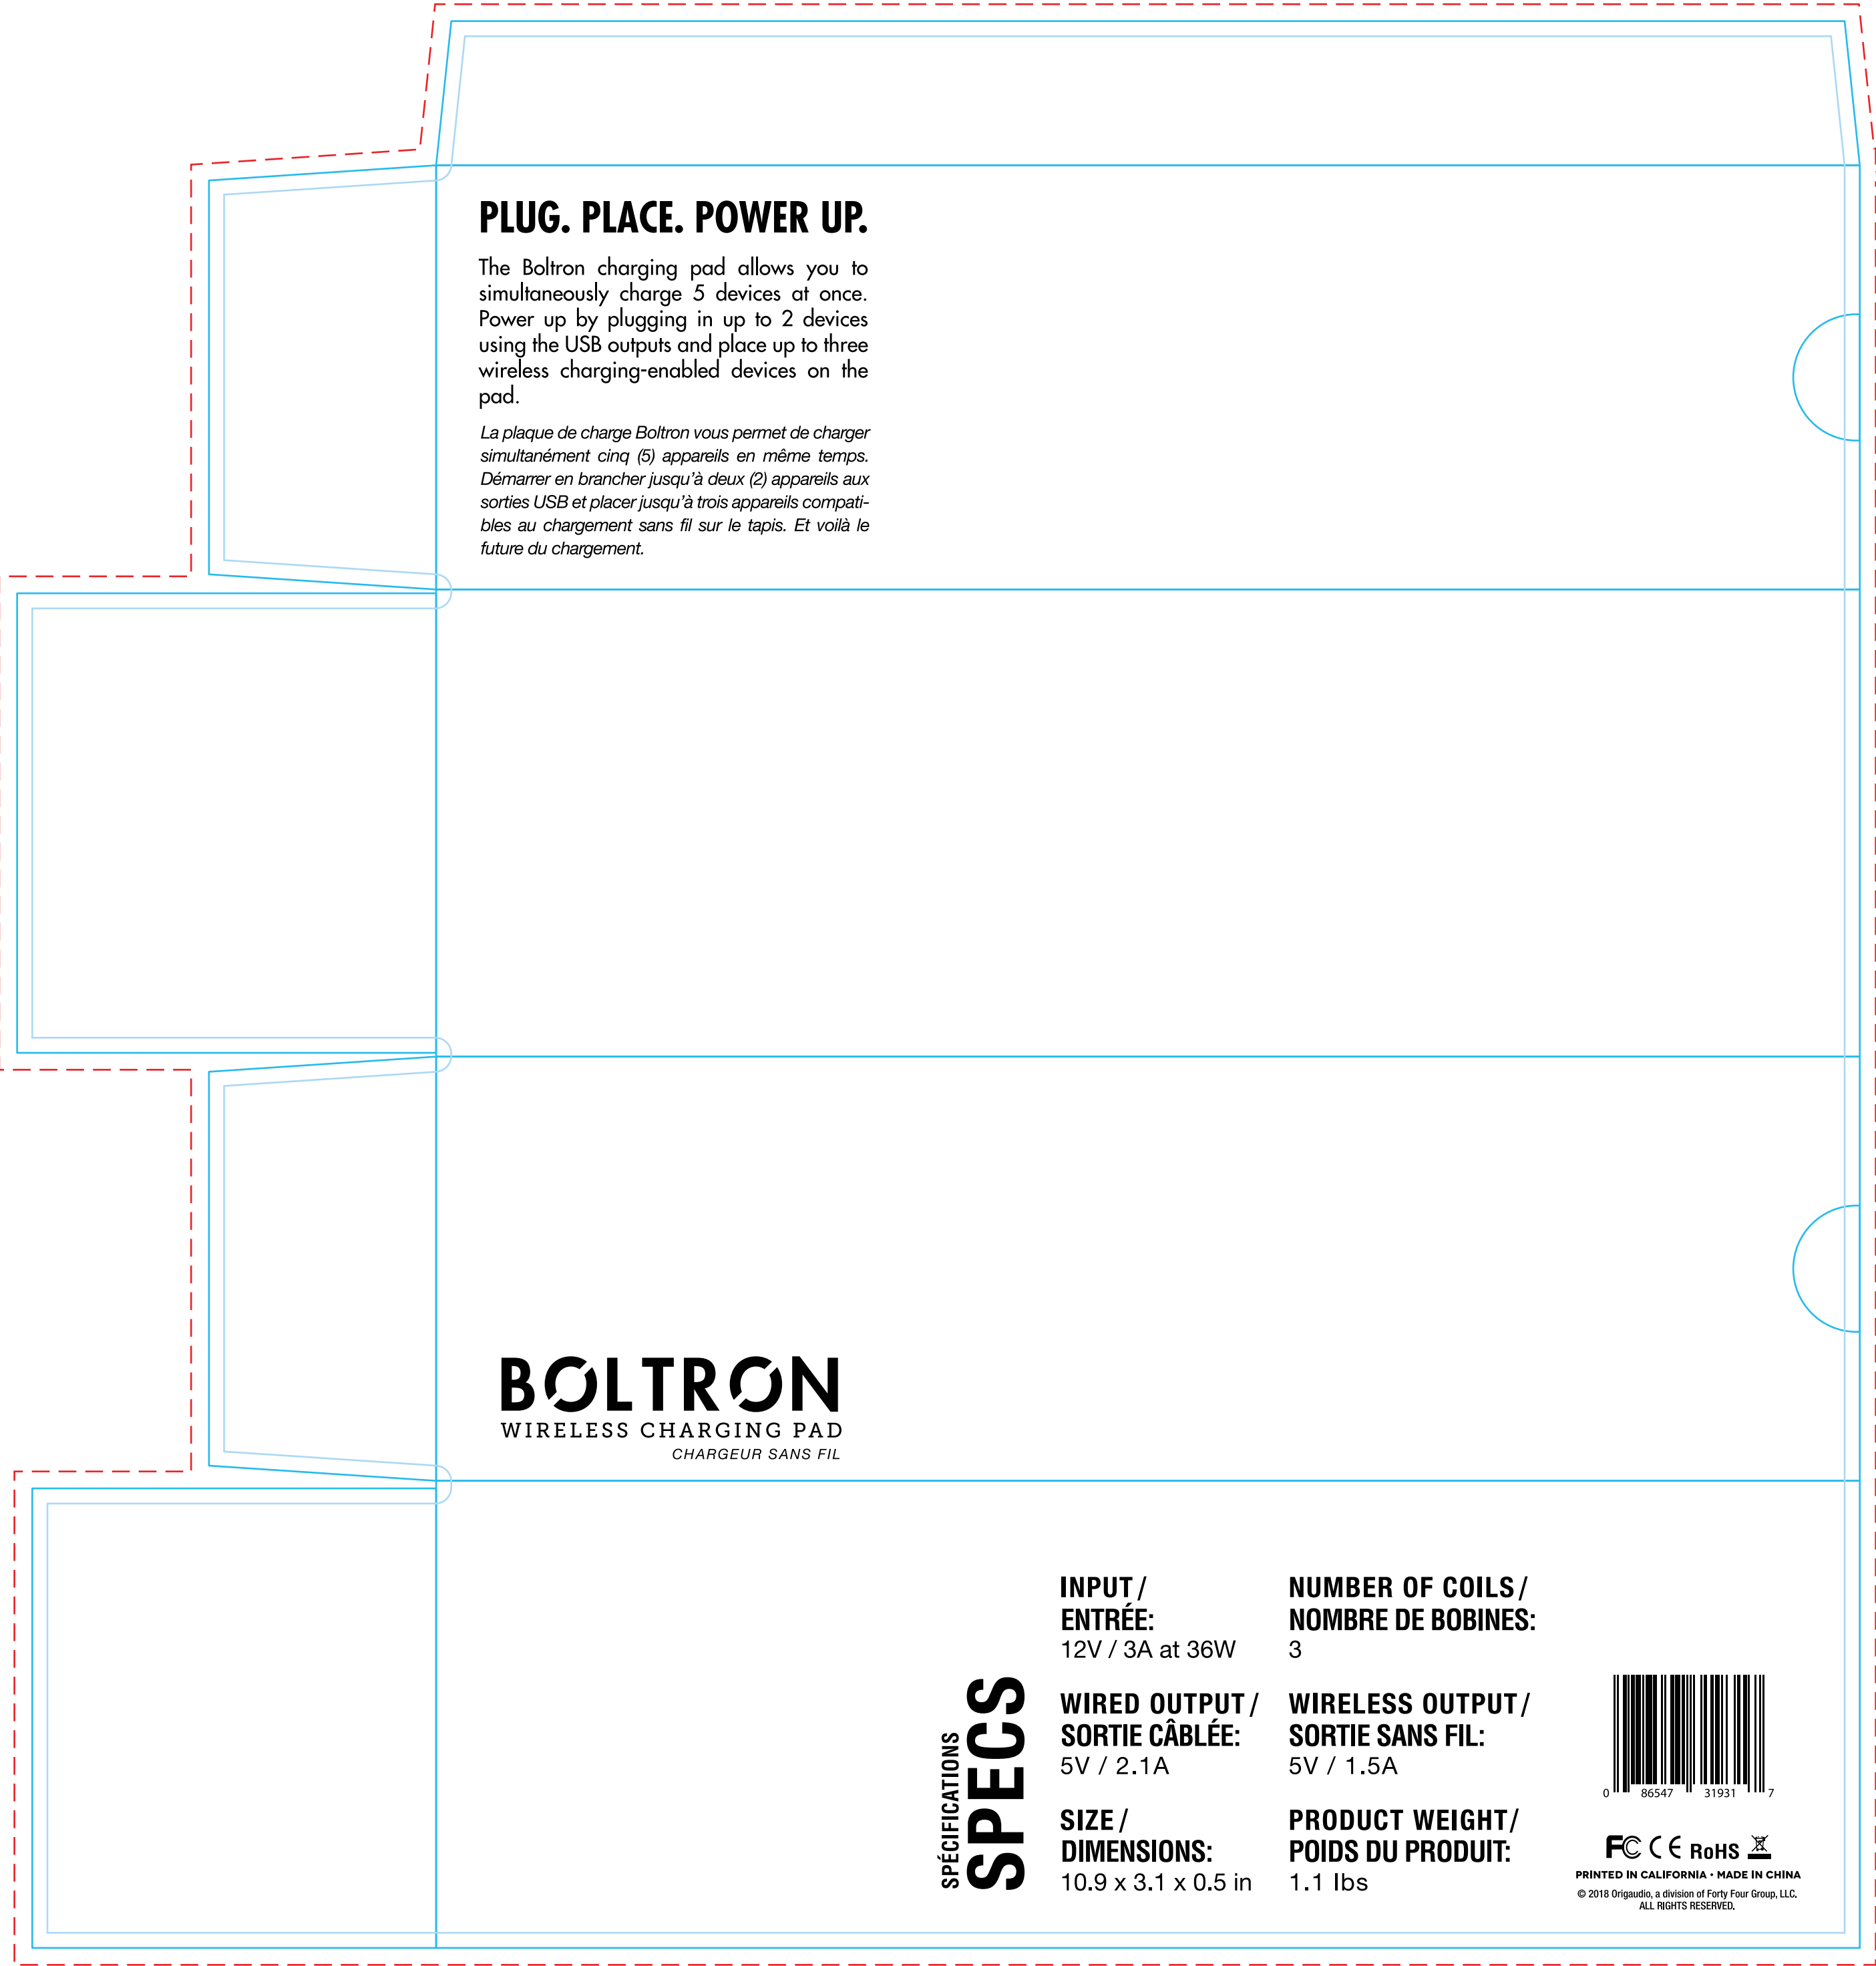 PLUG. PLACE. POWER UP.
The Boltron charging pad allows you to
simultaneously charge 5 devices at once.
Power up by plugging in up to 2 devices
using the USB outputs and place up to three
wireless charging-enabled devices on the
pad.
La plaque de charge Boltron vous permet de charger
simultanément cinq (5) appareils en même temps.
Démarrer en brancher jusqu'à deux (2) appareils aux
sorties USB et placer jusqu'à trois appareils compati-
bles au chargement sans fil sur le tapis. Et voilà le
future du chargement.
BOLTRON
WIRELESS CHARGING PAD
CHARGEUR SANS FIL
SPÉCIFICATIONS
SPECS
INPUT /
ENTRÉE:
12V / 3A at 36W
NUMBER OF COILS /
NOMBRE DE BOBINES:
3
WIRED OUTPUT /
SORTIE CÂBLÉE:
5V / 2.1A
WIRELESS OUTPUT /
SORTIE SANS FIL:
5V / 1.5A
SIZE /
DIMENSIONS:
10.9 x 3.1 x 0.5 in
PRODUCT WEIGHT /
POIDS DU PRODUIT:
1.1 lbs
0 86547 31931 7
FC CE RoHS
PRINTED IN CALIFORNIA • MADE IN CHINA
© 2018 Origaudio, a division of Forty Four Group, LLC.
ALL RIGHTS RESERVED.